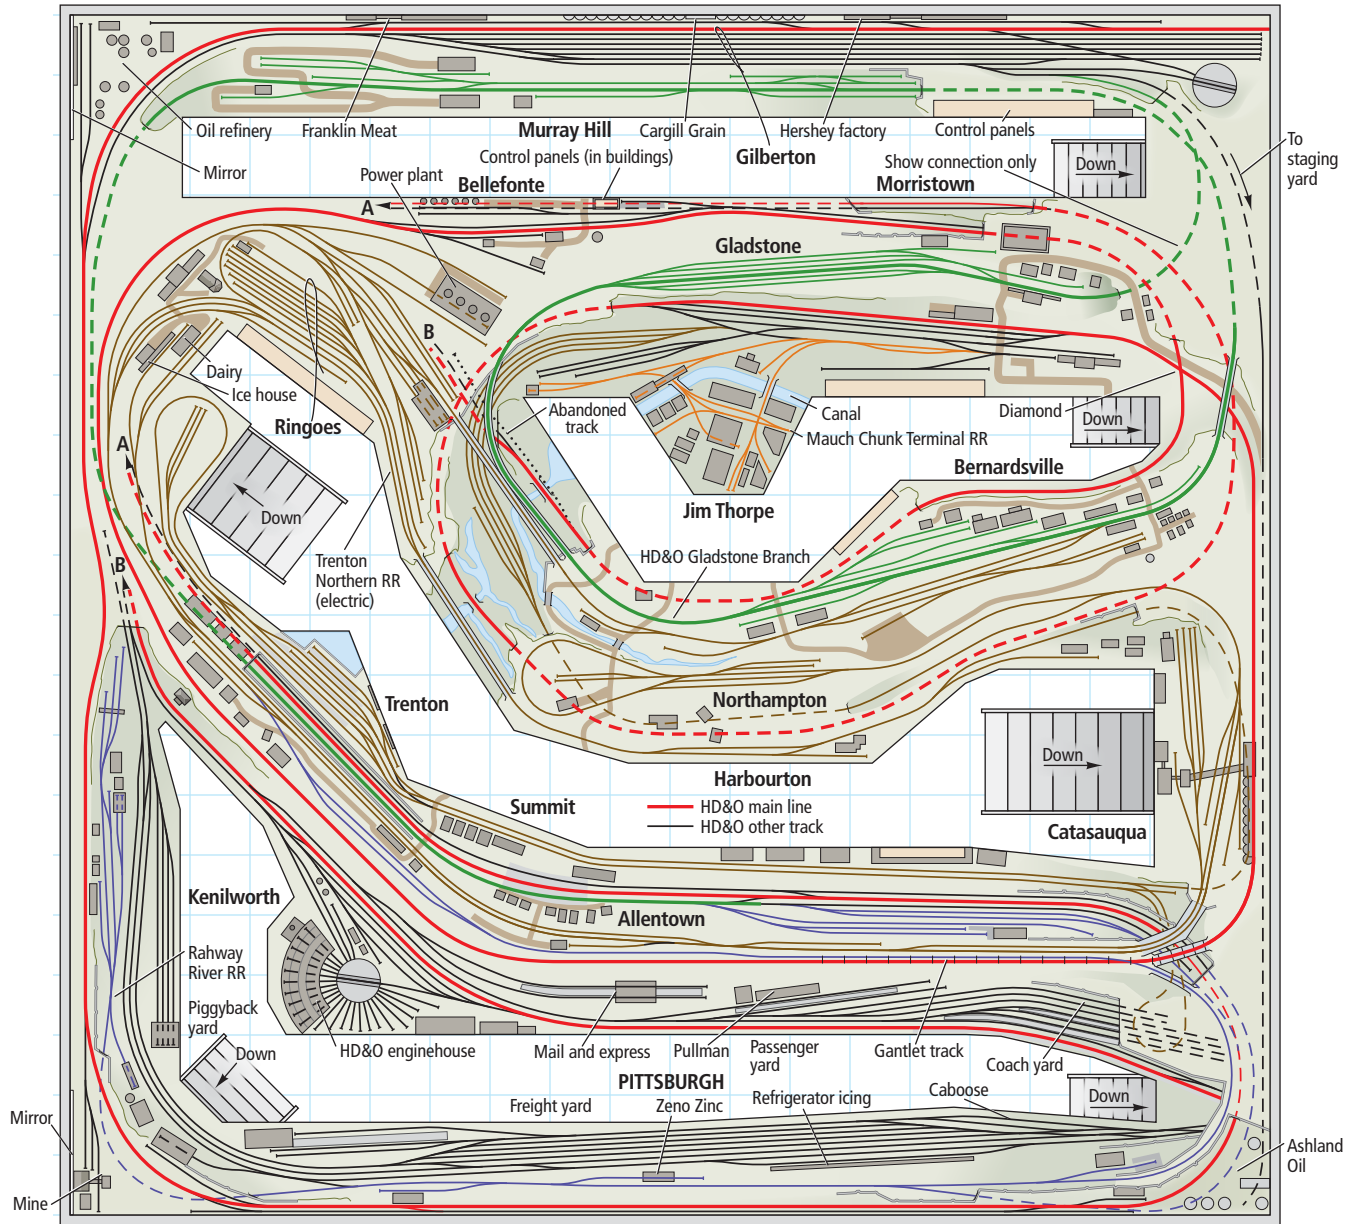 Oil refinery
Franklin Meat
Murray Hill
Cargill Grain
Hershey factory
Control panels
To
staging
yard
Mirror
Control panels (in buildings)
Gilberton
Show connection only
Down
Power plant
Bellefonte
Morristown
A
Gladstone
B
Dairy
Ice house
Ringoes
Abandoned
track
Canal
Mauch Chunk Terminal RR
Diamond
Down
A
Bernardsville
Down
Jim Thorpe
Trenton
Northern RR
(electric)
HD&O Gladstone Branch
B
Trenton
Northampton
Down
Harbourton
Summit
HD&O main line
HD&O other track
Catasauqua
Kenilworth
Allentown
Rahway
River RR
Piggyback
yard
Down
HD&O enginehouse
Mail and express
Pullman
Passenger
yard
Gantlet track
Coach yard
PITTSBURGH
Freight yard
Zeno Zinc
Refrigerator icing
Caboose
Down
Mirror
Mine
Ashland
Oil